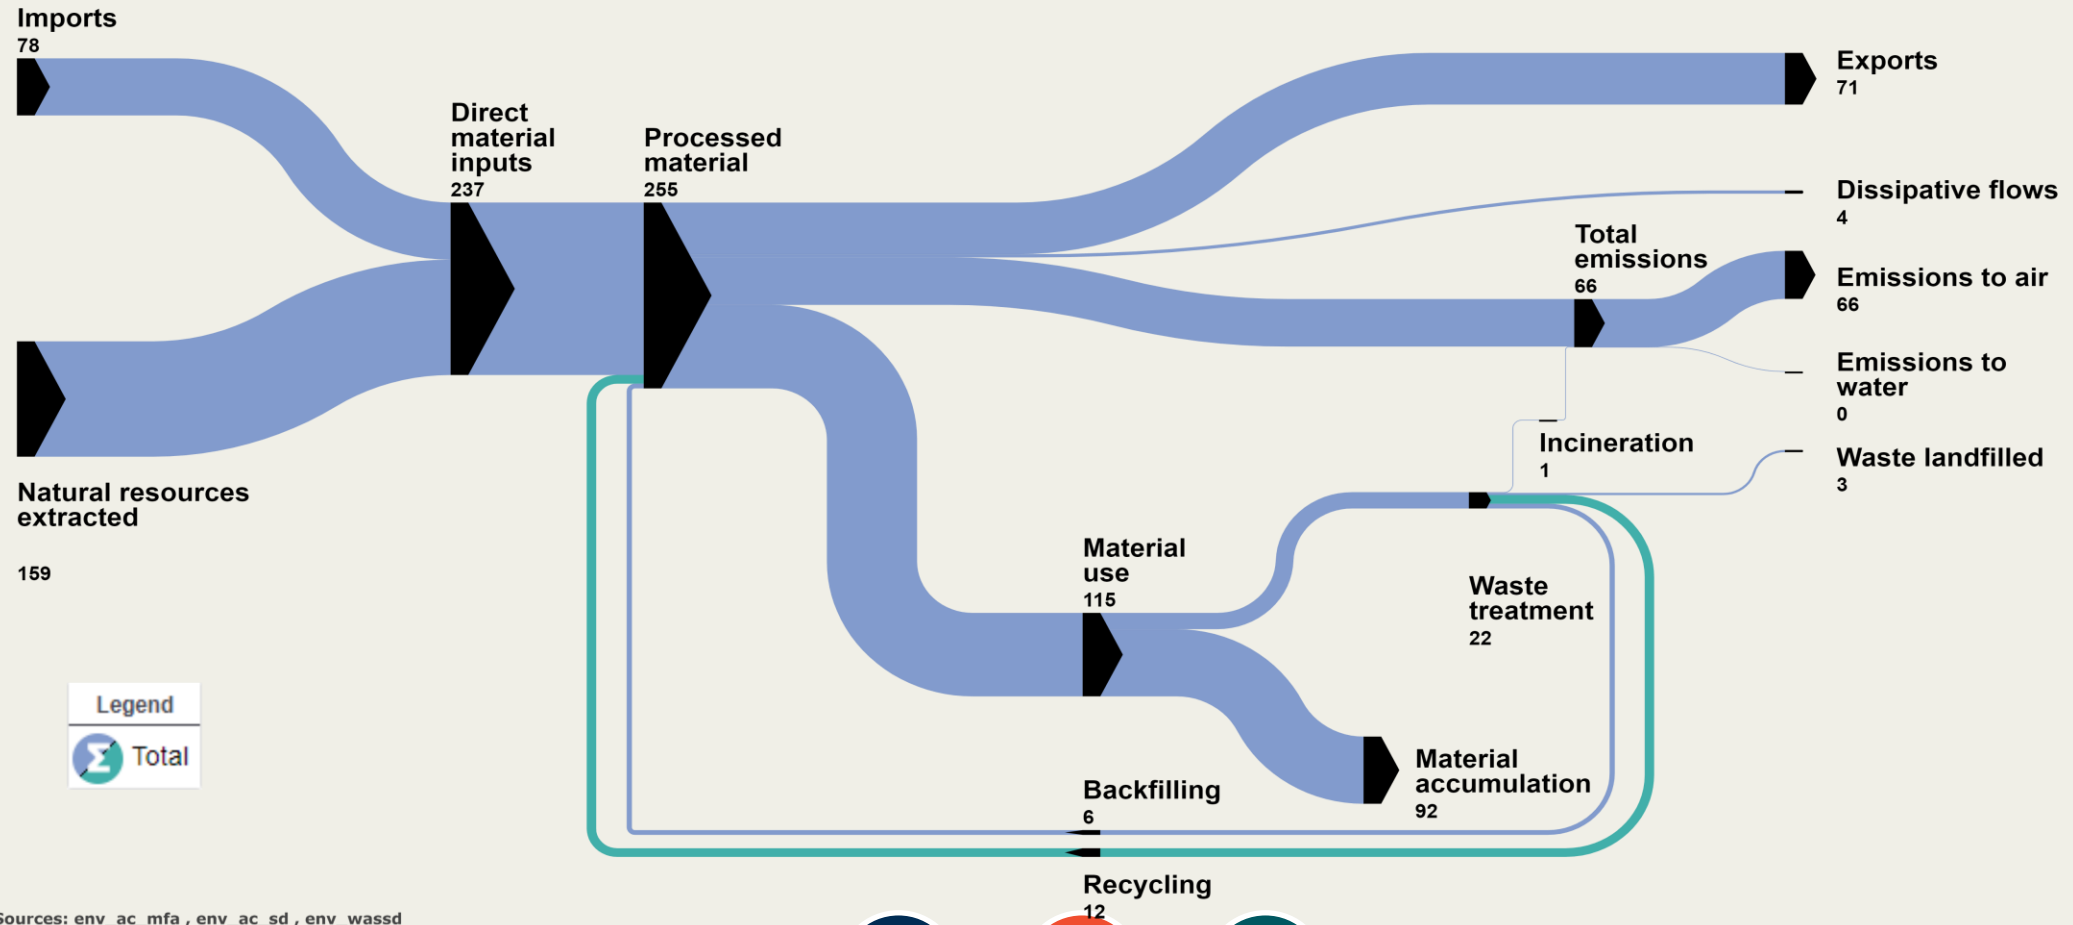 Imports
78
Exports
71
Direct
material
inputs
237
Processed
material
255
Dissipative flows
4
Total
emissions
66
Emissions to air
66
Emissions to
water
0
Incineration
1
Waste landfilled
3
Natural resources
extracted
159
Material
use
115
Waste
treatment
22
Legend
Total
Material
accumulation
92
Backfilling
6
Recycling
12
Sources: env_ac_mfa , env_ac_sd , env_wassd